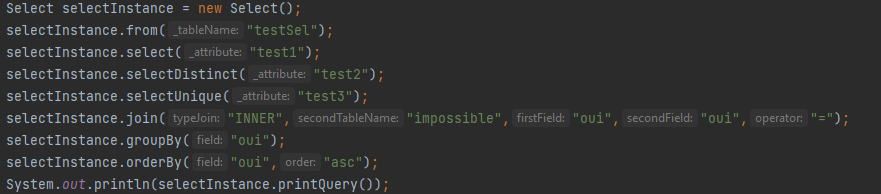 Select selectInstance = new Select();
selectInstance.from( _tableName: "testSel");
selectInstance.select( _attribute: "test1");
selectInstance.selectDistinct( _attribute: "test2");
selectInstance.selectUnique( _attribute: "test3");
selectInstance.join( typeJoin: "INNER", secondTableName: "impossible", firstField: "oui", secondField: "oui", operator: "=");
selectInstance.groupBy( field: "oui");
selectInstance.orderBy( field: "oui", order: "asc");
System.out.println(selectInstance.printQuery());